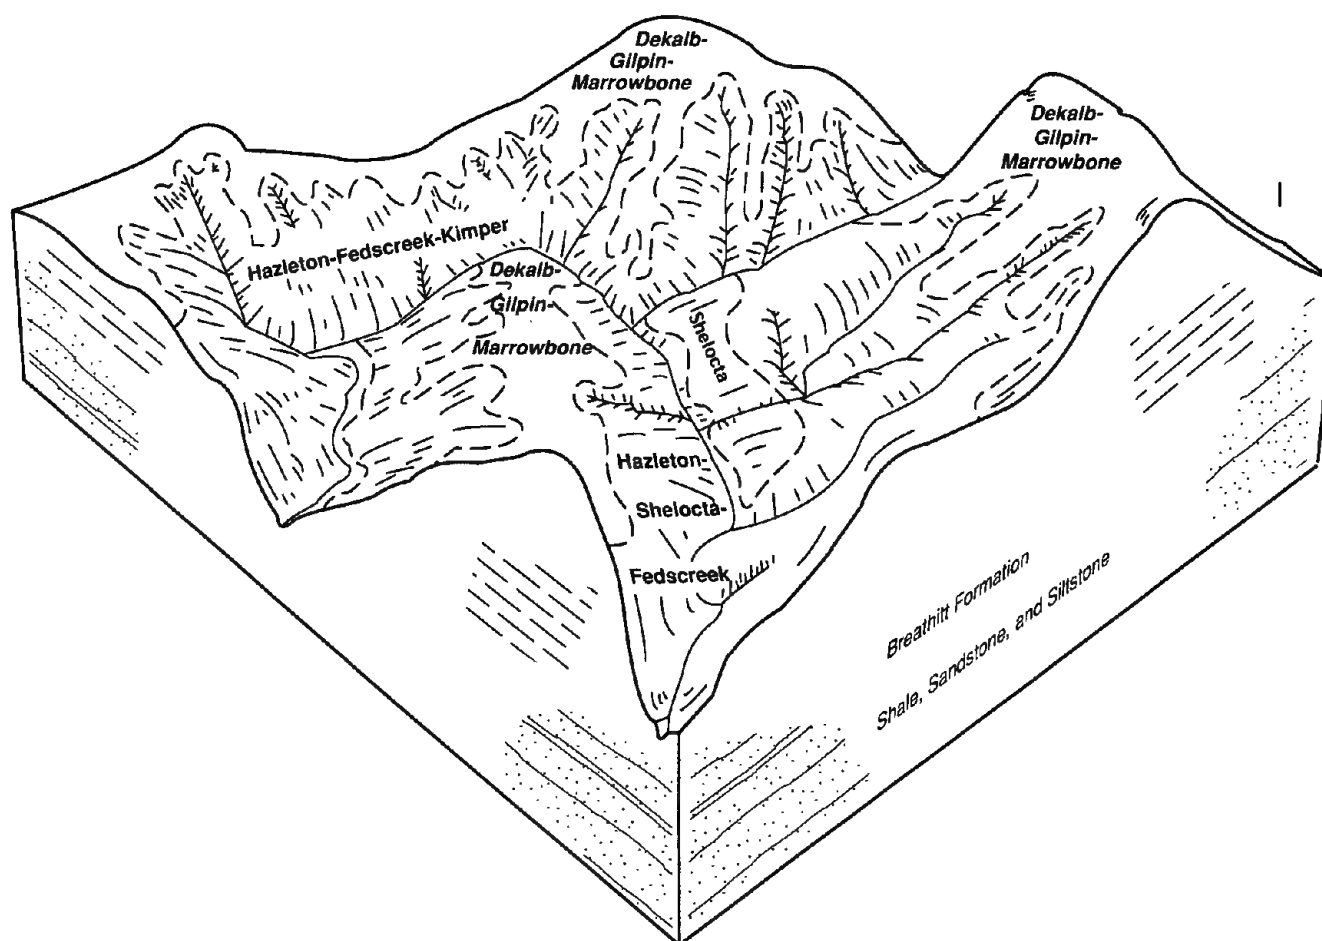 Dekalb-
Gilpin-
Marrowbone
Dekalb-
Gilpin-
Marrowbone
Hazleton-Fedscreek-Kimper
Dekalb-
Gilpin-
Marrowbone
Shelocta
Hazleton-
Shelocta-
Fedscreek
Breathitt Formation
Shale, Sandstone, and Siltstone